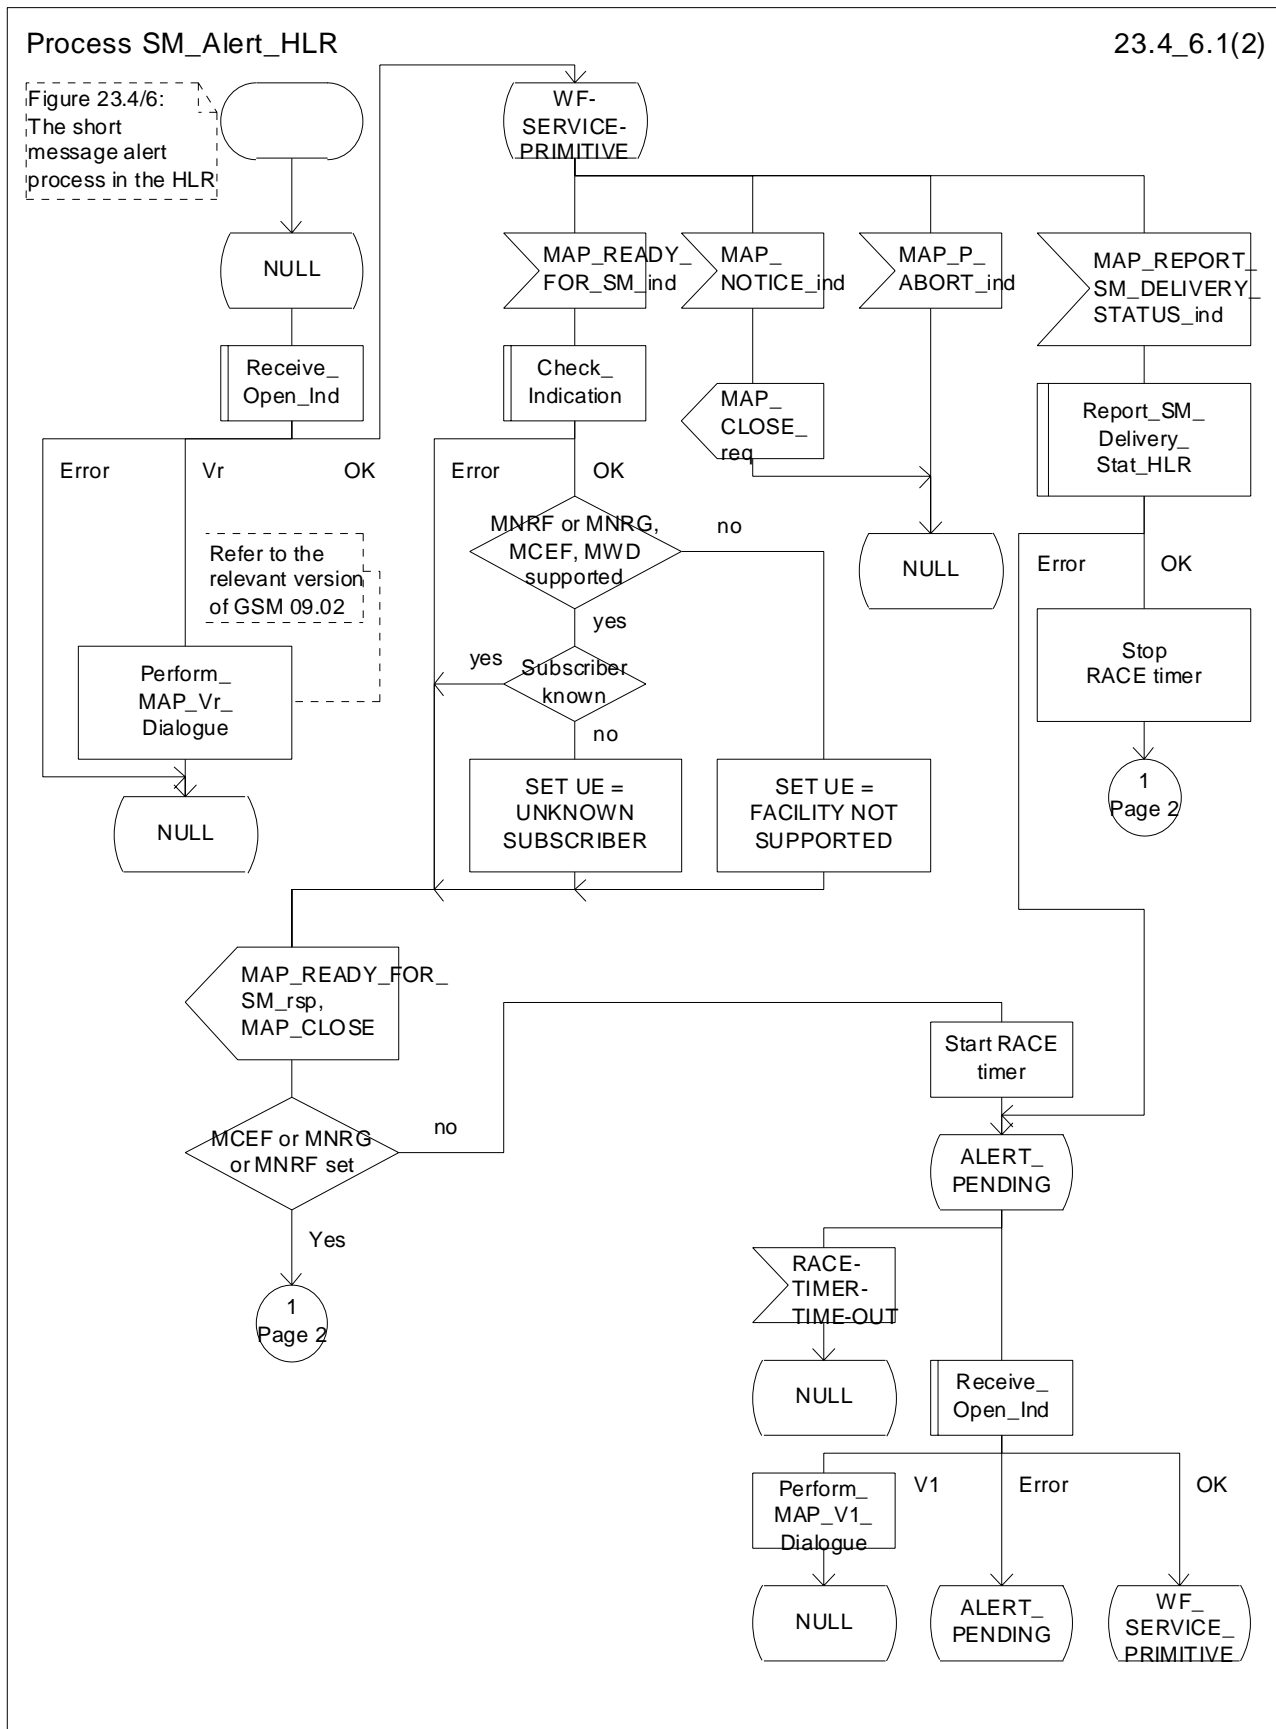 Process SM_Alert_HLR
23.4_6.1(2)
Figure 23.4/6:
The short
message alert
process in the HLR
WF-
SERVICE-
PRIMITIVE
NULL
MAP_READY_
FOR_SM_ind
MAP_
NOTICE_ind
MAP_P_
ABORT_ind
MAP_REPORT_
SM_DELIVERY_
STATUS_ind
Receive_
Open_Ind
Check_
Indication
MAP_
CLOSE_
req
Report_SM_
Delivery_
Stat_HLR
Error
Vr
OK
Error
OK
MNRF or MNRG,
MCEF, MWD
supported
no
yes
NULL
Error
OK
Refer to the
relevant version
of GSM 09.02
Perform_
MAP_Vr_
Dialogue
yes
Subscriber
known
no
Stop
RACE timer
NULL
SET UE =
UNKNOWN
SUBSCRIBER
SET UE =
FACILITY NOT
SUPPORTED
1
Page 2
MAP_READY_FOR_
SM_rsp,
MAP_CLOSE
Start RACE
timer
MCEF or MNRG
or MNRF set
no
Yes
ALERT_
PENDING
1
Page 2
RACE-
TIMER-
TIME-OUT
NULL
Receive_
Open_Ind
Perform_
MAP_V1_
Dialogue
V1
Error
OK
NULL
ALERT_
PENDING
WF_
SERVICE_
PRIMITIVE